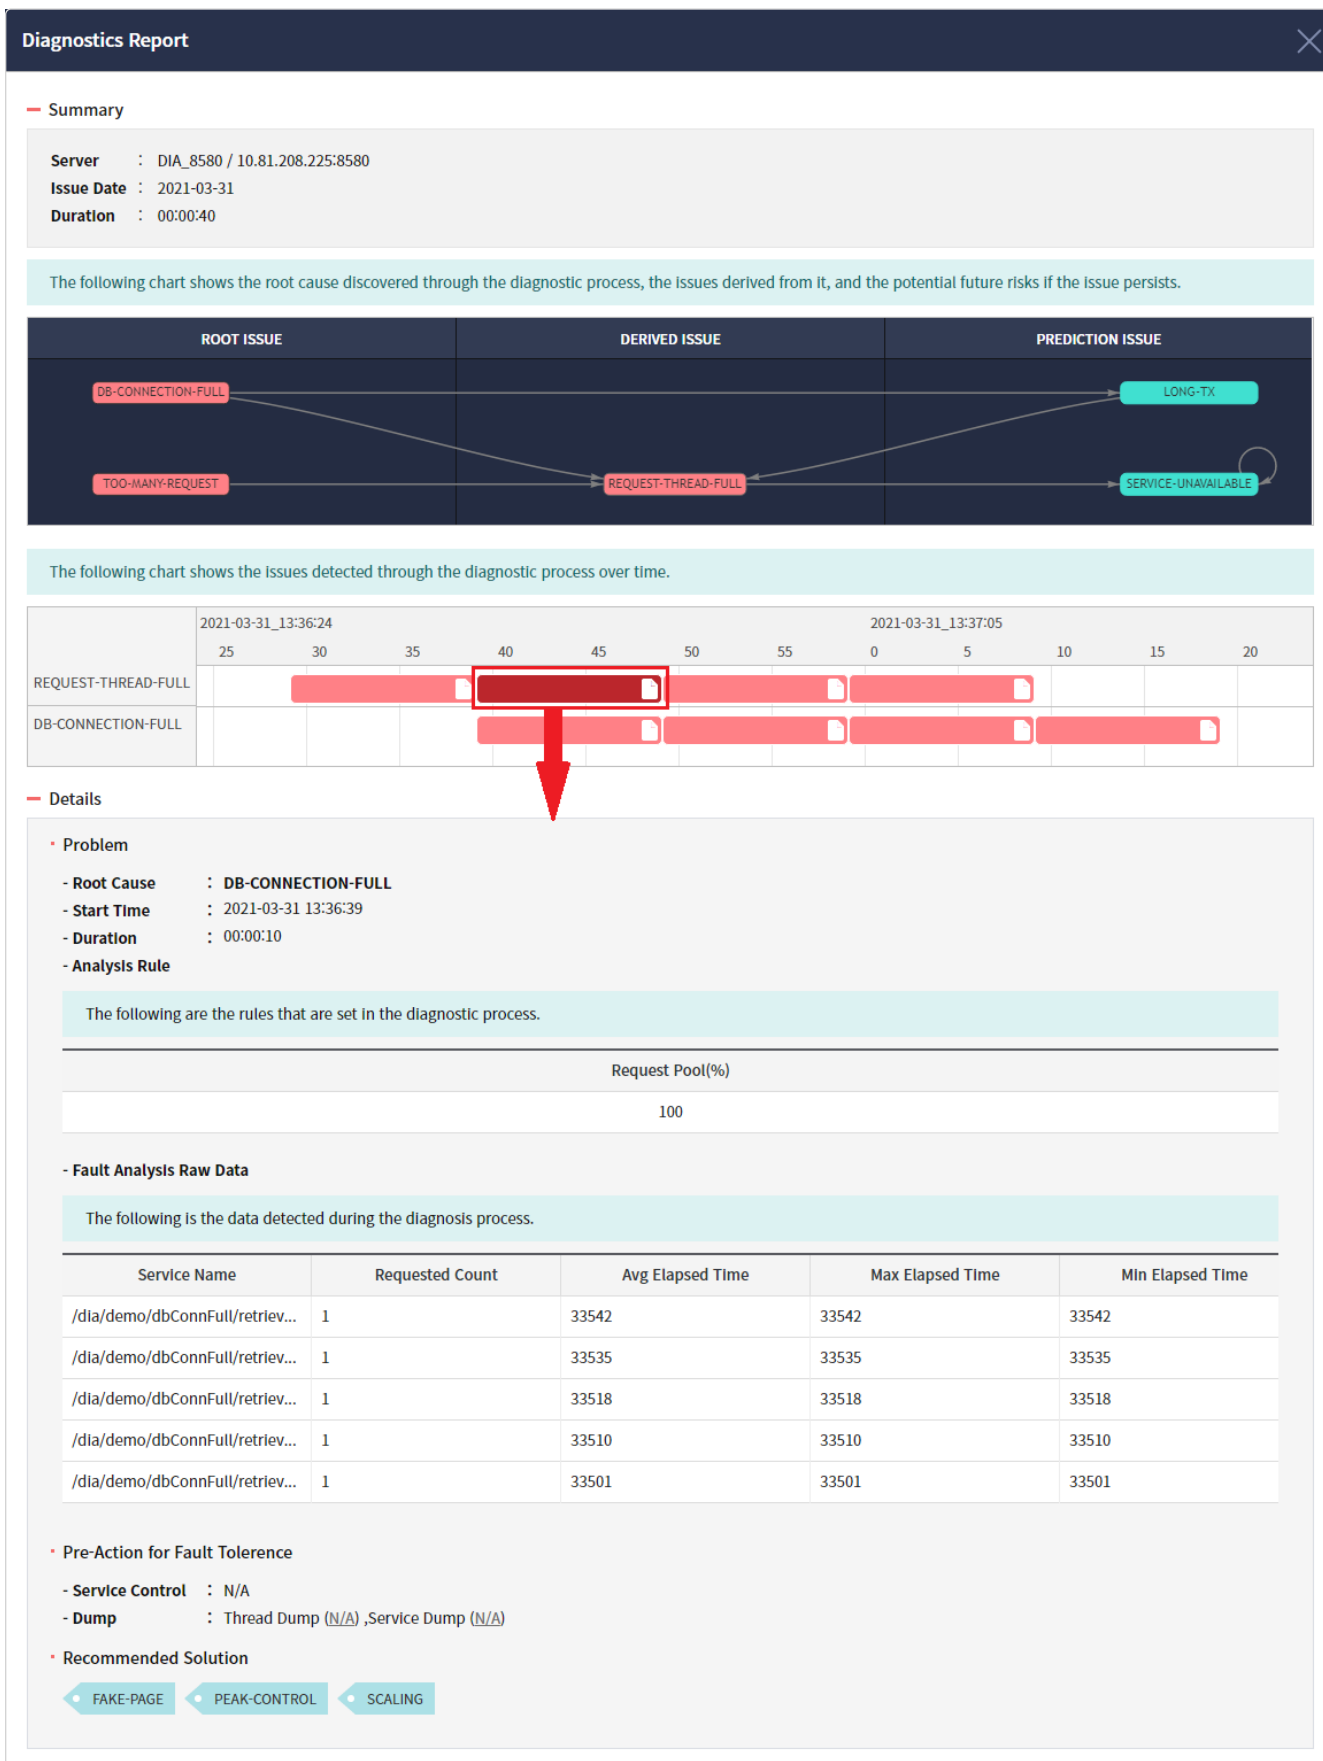 Diagnostics Report
Summary
Server : DIA_8580 / 10.81.208.225:8580
Issue Date : 2021-03-31
Duration : 00:00:40
The following chart shows the root cause discovered through the diagnostic process, the issues derived from it, and the potential future risks if the issue persists.
ROOT ISSUE DERIVED ISSUE PREDICTION ISSUE
DB-CONNECTION-FULL LONG-TX
TOO-MANY-REQUEST REQUEST-THREAD-FULL SERVICE-UNAVAILABLE
The following chart shows the issues detected through the diagnostic process over time.
2021-03-31_13:36:24 2021-03-31_13:37:05
25 30 35 40 45 50 55 0 5 10 15 20
REQUEST-THREAD-FULL
DB-CONNECTION-FULL
Details
Problem
- Root Cause : DB-CONNECTION-FULL
- Start Time : 2021-03-31 13:36:39
- Duration : 00:00:10
- Analysis Rule
The following are the rules that are set in the diagnostic process.
Request Pool(%)
100
- Fault Analysis Raw Data
The following is the data detected during the diagnosis process.
Service Name Requested Count Avg Elapsed Time Max Elapsed Time Min Elapsed Time
/dia/demo/dbConnFull/retriev... 1 33542 33542 33542
/dia/demo/dbConnFull/retriev... 1 33535 33535 33535
/dia/demo/dbConnFull/retriev... 1 33518 33518 33518
/dia/demo/dbConnFull/retriev... 1 33510 33510 33510
/dia/demo/dbConnFull/retriev... 1 33501 33501 33501
Pre-Action for Fault Tolerence
- Service Control : N/A
- Dump : Thread Dump (N/A) ,Service Dump (N/A)
Recommended Solution
FAKE-PAGE PEAK-CONTROL SCALING